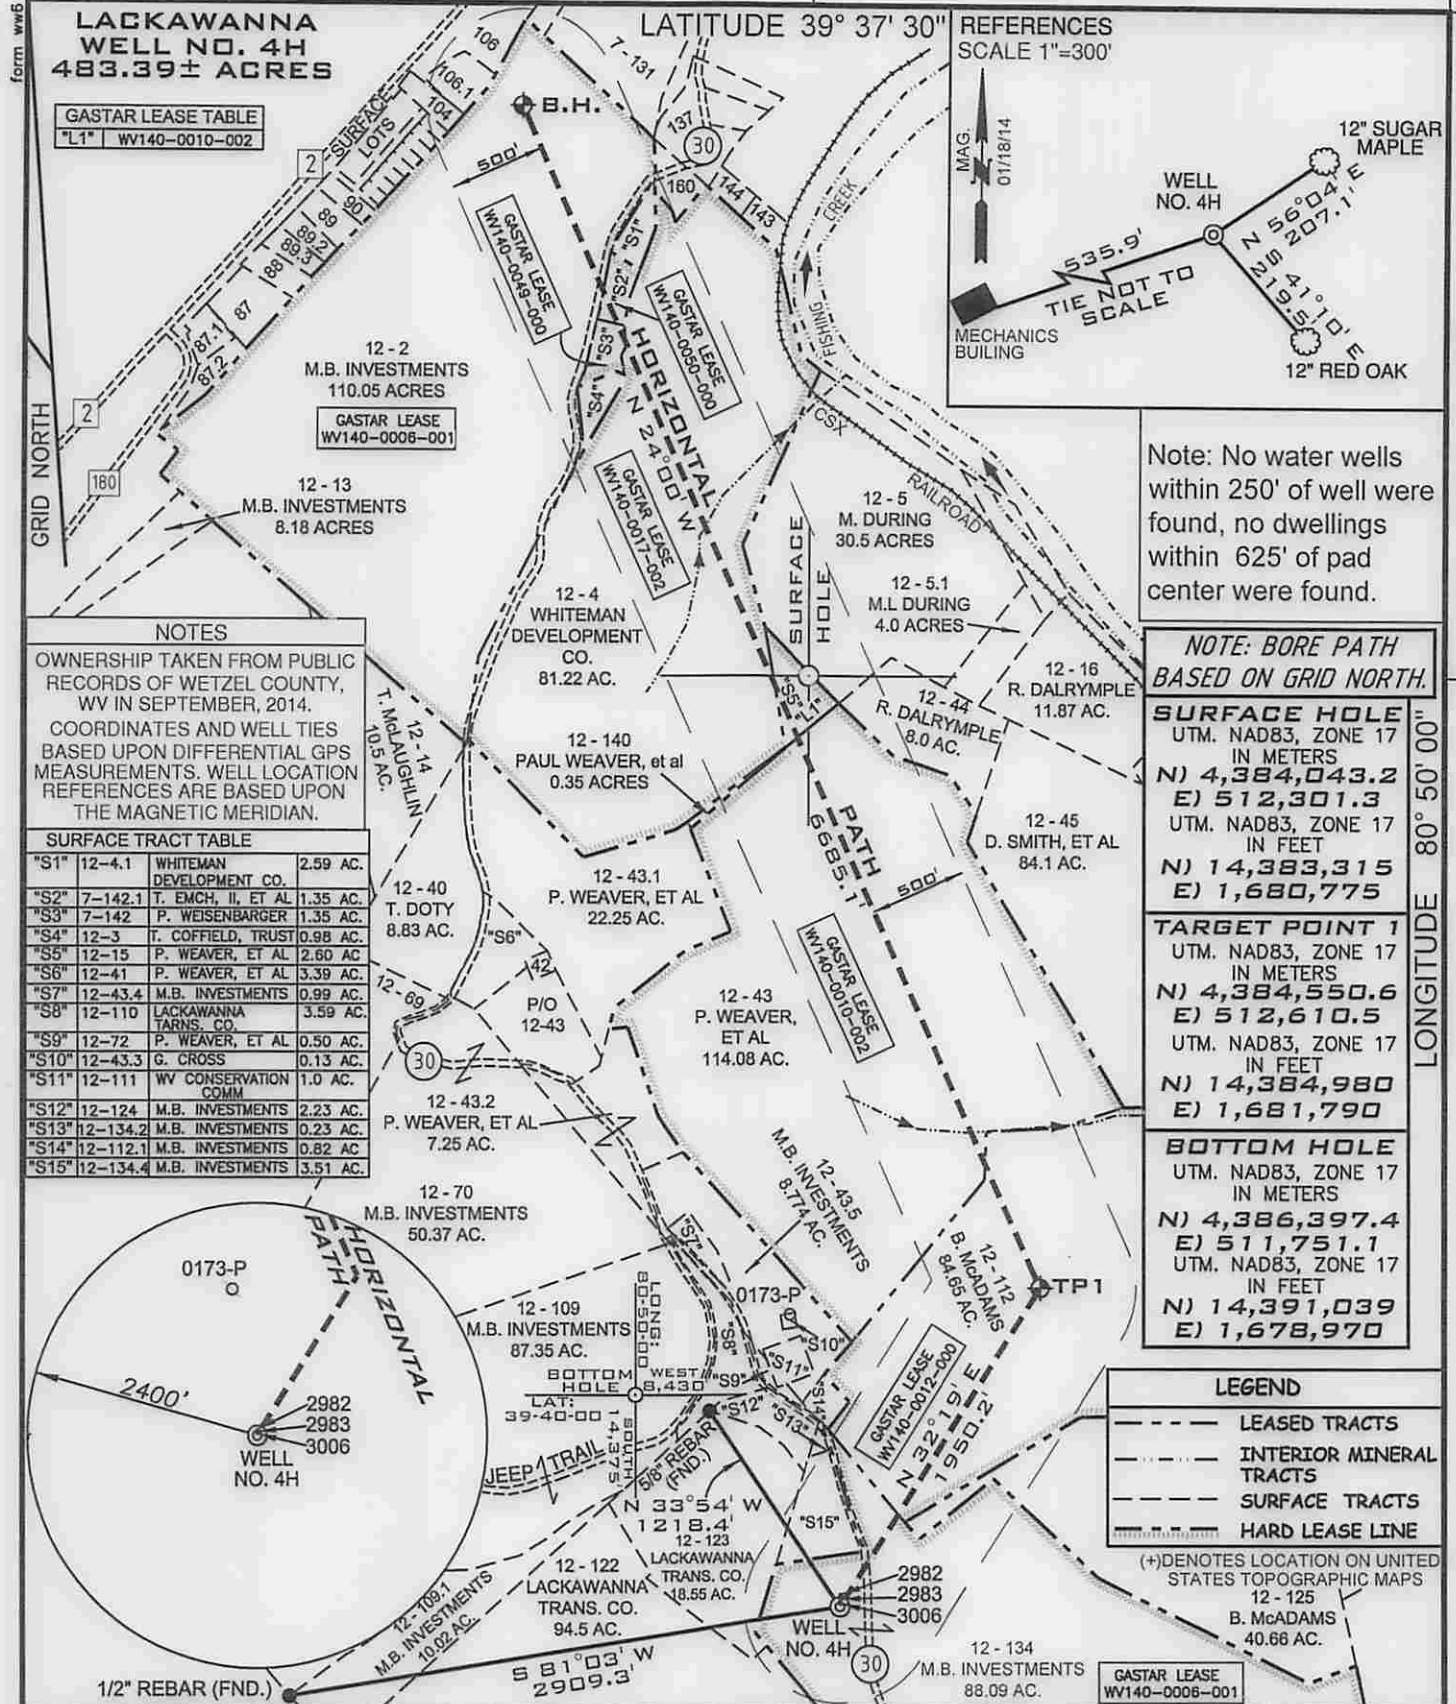 form ww6
LACKAWANNA
WELL NO. 4H
483.39± ACRES
GASTAR LEASE TABLE
"L1" WV140-0010-002
LATITUDE 39° 37' 30"
REFERENCES
SCALE 1"=300'
MAG.
N
01/18/14
12" SUGAR
MAPLE
WELL
NO. 4H
N 56°04' E
207.1'
535.9'
TIE NOT TO
SCALE
S 41°10' E
219.5'
MECHANICS
BUILING
12" RED OAK
Note: No water wells
within 250' of well were
found, no dwellings
within 625' of pad
center were found.
NOTE: BORE PATH
BASED ON GRID NORTH.
SURFACE HOLE
UTM. NAD83, ZONE 17
IN METERS
N) 4,384,043.2
E) 512,301.3
UTM. NAD83, ZONE 17
IN FEET
N) 14,383,315
E) 1,680,775
TARGET POINT 1
UTM. NAD83, ZONE 17
IN METERS
N) 4,384,550.6
E) 512,610.5
UTM. NAD83, ZONE 17
IN FEET
N) 14,384,980
E) 1,681,790
BOTTOM HOLE
UTM. NAD83, ZONE 17
IN METERS
N) 4,386,397.4
E) 511,751.1
UTM. NAD83, ZONE 17
IN FEET
N) 14,391,039
E) 1,678,970
LONGITUDE 80° 50' 00"
LEGEND
LEASED TRACTS
INTERIOR MINERAL
TRACTS
SURFACE TRACTS
HARD LEASE LINE
(+)DENOTES LOCATION ON UNITED
STATES TOPOGRAPHIC MAPS
12 - 125
B. McADAMS
40.66 AC.
GASTAR LEASE
WV140-0006-001
12 - 134
M.B. INVESTMENTS
88.09 AC.
GRID NORTH
2
SURFACE
LOTS
106
106.1
104
90
89
89.2
89.3
88
87
87.1
87.2
2
180
B.H.
500'
7 - 131
137
30
160
144
143
CREEK
FISHING
CSX
RAILROAD
GASTAR LEASE
WV140-0049-000
"S1"
"S2"
"S3"
"S4"
GASTAR LEASE
WV140-0050-000
12 - 2
M.B. INVESTMENTS
110.05 ACRES
GASTAR LEASE
WV140-0006-001
12 - 13
M.B. INVESTMENTS
8.18 ACRES
HORIZONTAL
N 24°00' W
GASTAR LEASE
WV140-0017-002
12 - 5
M. DURING
30.5 ACRES
12 - 5.1
M.L DURING
4.0 ACRES
SURFACE
HOLE
12 - 4
WHITEMAN
DEVELOPMENT
CO.
81.22 AC.
12 - 16
R. DALRYMPLE
11.87 AC.
12 - 44
R. DALRYMPLE
8.0 AC.
"S5"
"L1"
12 - 140
PAUL WEAVER, et al
0.35 ACRES
12 - 14
T. McLAUGHLIN
10.5 AC.
NOTES
OWNERSHIP TAKEN FROM PUBLIC
RECORDS OF WETZEL COUNTY,
WV IN SEPTEMBER, 2014.
COORDINATES AND WELL TIES
BASED UPON DIFFERENTIAL GPS
MEASUREMENTS. WELL LOCATION
REFERENCES ARE BASED UPON
THE MAGNETIC MERIDIAN.
SURFACE TRACT TABLE
"S1" 12-4.1 WHITEMAN DEVELOPMENT CO. 2.59 AC.
"S2" 7-142.1 T. EMCH, II, ET AL 1.35 AC.
"S3" 7-142 P. WEISENBARGER 1.35 AC.
"S4" 12-3 T. COFFIELD, TRUST 0.98 AC.
"S5" 12-15 P. WEAVER, ET AL 2.60 AC
"S6" 12-41 P. WEAVER, ET AL 3.39 AC.
"S7" 12-43.4 M.B. INVESTMENTS 0.99 AC.
"S8" 12-110 LACKAWANNA TARNS. CO. 3.59 AC.
"S9" 12-72 P. WEAVER, ET AL 0.50 AC.
"S10" 12-43.3 G. CROSS 0.13 AC.
"S11" 12-111 WV CONSERVATION COMM 1.0 AC.
"S12" 12-124 M.B. INVESTMENTS 2.23 AC.
"S13" 12-134.2 M.B. INVESTMENTS 0.23 AC.
"S14" 12-112.1 M.B. INVESTMENTS 0.82 AC
"S15" 12-134.4 M.B. INVESTMENTS 3.51 AC.
PATH
6685.1'
500'
12 - 45
D. SMITH, ET AL
84.1 AC.
12 - 43.1
P. WEAVER, ET AL
22.25 AC.
12 - 40
T. DOTY
8.83 AC.
"S6"
42
P/O
12-43
12 - 69
30
12 - 43
P. WEAVER,
ET AL
114.08 AC.
GASTAR LEASE
WV140-0010-002
12 - 43.2
P. WEAVER, ET AL
7.25 AC.
12 - 43.5
M.B. INVESTMENTS
8.774 AC.
12 - 70
M.B. INVESTMENTS
50.37 AC.
12 - 112
B. McADAMS
84.65 AC.
TP1
"S7"
0173-P
12 - 109
M.B. INVESTMENTS
87.35 AC.
LONG:
80-50-00
BOTTOM
HOLE
WEST
8,430'
LAT:
39-40-00
SOUTH
14,375
"S8"
"S9"
"S10"
"S11"
"S12"
"S13"
"S14"
"S15"
GASTAR LEASE
WV140-0012-000
N 32°19' E
1950.2'
JEEP TRAIL
5/8" REBAR
(FND.)
N 33°54' W
1218.4'
12 - 123
LACKAWANNA
TRANS. CO.
18.55 AC.
12 - 122
LACKAWANNA
TRANS. CO.
94.5 AC.
2982
2983
3006
WELL
NO. 4H
30
12 - 109.1
M.B. INVESTMENTS
10.02 AC.
S 81°03' W
2909.3'
1/2" REBAR (FND.)
0173-P
HORIZONTAL
PATH
2400'
2982
2983
3006
WELL
NO. 4H